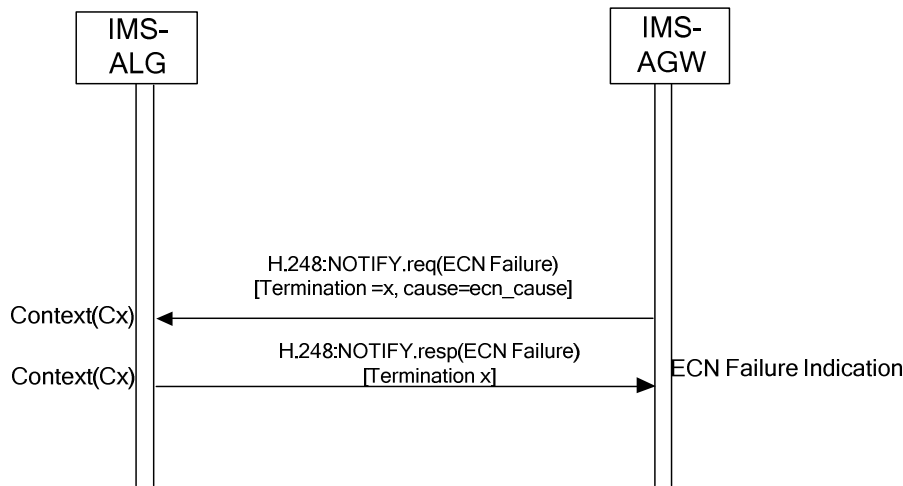 IMS-
ALG
IMS-
AGW
H.248:NOTIFY.req(ECN Failure)
[Termination =x, cause=ecn_cause]
Context(Cx)
H.248:NOTIFY.resp(ECN Failure)
[Termination x]
Context(Cx)
ECN Failure Indication